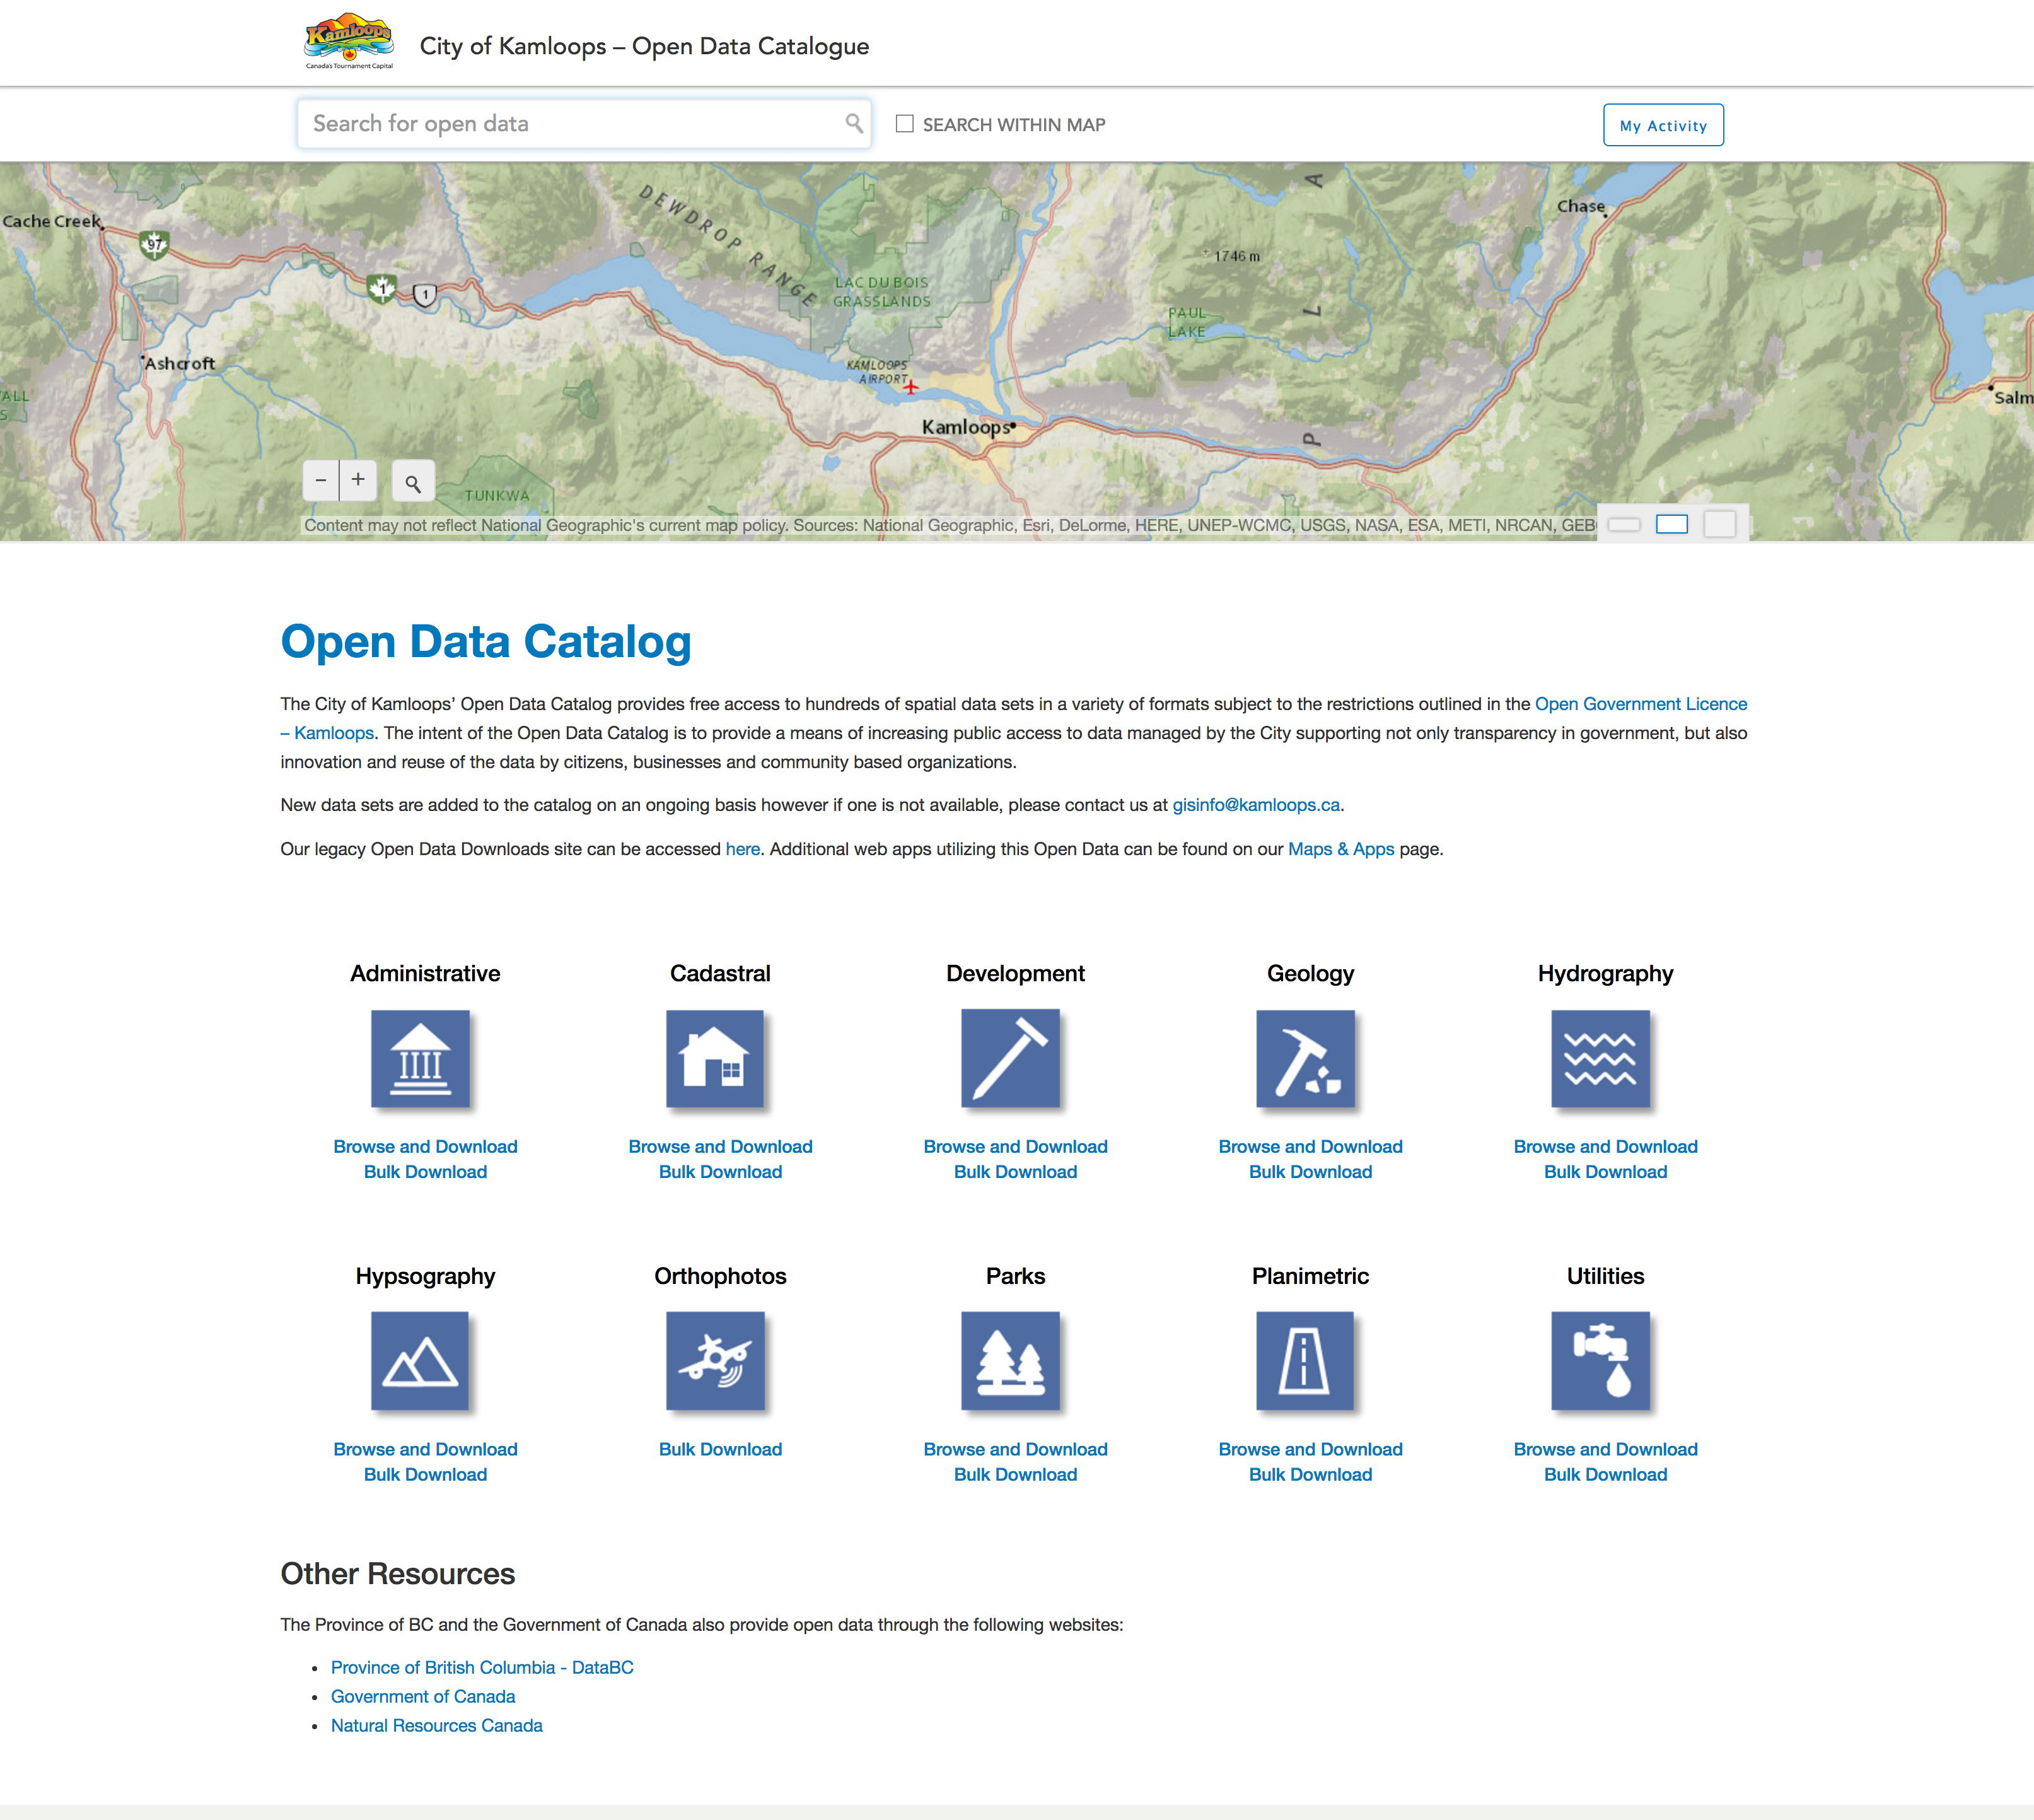 Kamloops
Canada's Tournament Capital
City of Kamloops – Open Data Catalogue
Search for open data
SEARCH WITHIN MAP
My Activity
Cache Creek
97
1
1
Ashcroft
DEWDROP RANGE
LAC DU BOIS
GRASSLANDS
KAMLOOPS
AIRPORT
Kamloops
1746 m
PAUL
LAKE
P L A
Chase
Salm
ALL
S
TUNKWA
− +
Content may not reflect National Geographic's current map policy. Sources: National Geographic, Esri, DeLorme, HERE, UNEP-WCMC, USGS, NASA, ESA, METI, NRCAN, GEB
Open Data Catalog
The City of Kamloops’ Open Data Catalog provides free access to hundreds of spatial data sets in a variety of formats subject to the restrictions outlined in the Open Government Licence
– Kamloops. The intent of the Open Data Catalog is to provide a means of increasing public access to data managed by the City supporting not only transparency in government, but also
innovation and reuse of the data by citizens, businesses and community based organizations.
New data sets are added to the catalog on an ongoing basis however if one is not available, please contact us at gisinfo@kamloops.ca.
Our legacy Open Data Downloads site can be accessed here. Additional web apps utilizing this Open Data can be found on our Maps & Apps page.
Administrative Cadastral Development Geology Hydrography
Browse and Download Browse and Download Browse and Download Browse and Download Browse and Download
Bulk Download Bulk Download Bulk Download Bulk Download Bulk Download
Hypsography Orthophotos Parks Planimetric Utilities
Browse and Download Bulk Download Browse and Download Browse and Download Browse and Download
Bulk Download Bulk Download Bulk Download Bulk Download
Other Resources
The Province of BC and the Government of Canada also provide open data through the following websites:
• Province of British Columbia - DataBC
• Government of Canada
• Natural Resources Canada